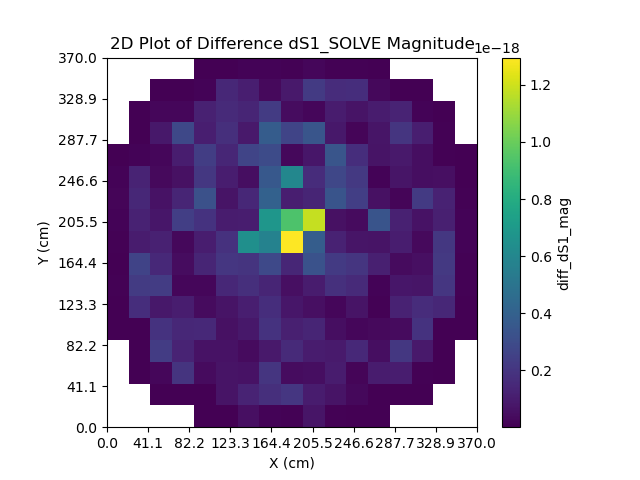 2D Plot of Difference dS1_SOLVE Magnitude
1e−18
370.0
328.9
287.7
246.6
205.5
164.4
123.3
82.2
41.1
0.0
Y (cm)
0.0 41.1 82.2 123.3 164.4 205.5 246.6 287.7 328.9 370.0
X (cm)
1.2
1.0
0.8
0.6
0.4
0.2
diff_dS1_mag